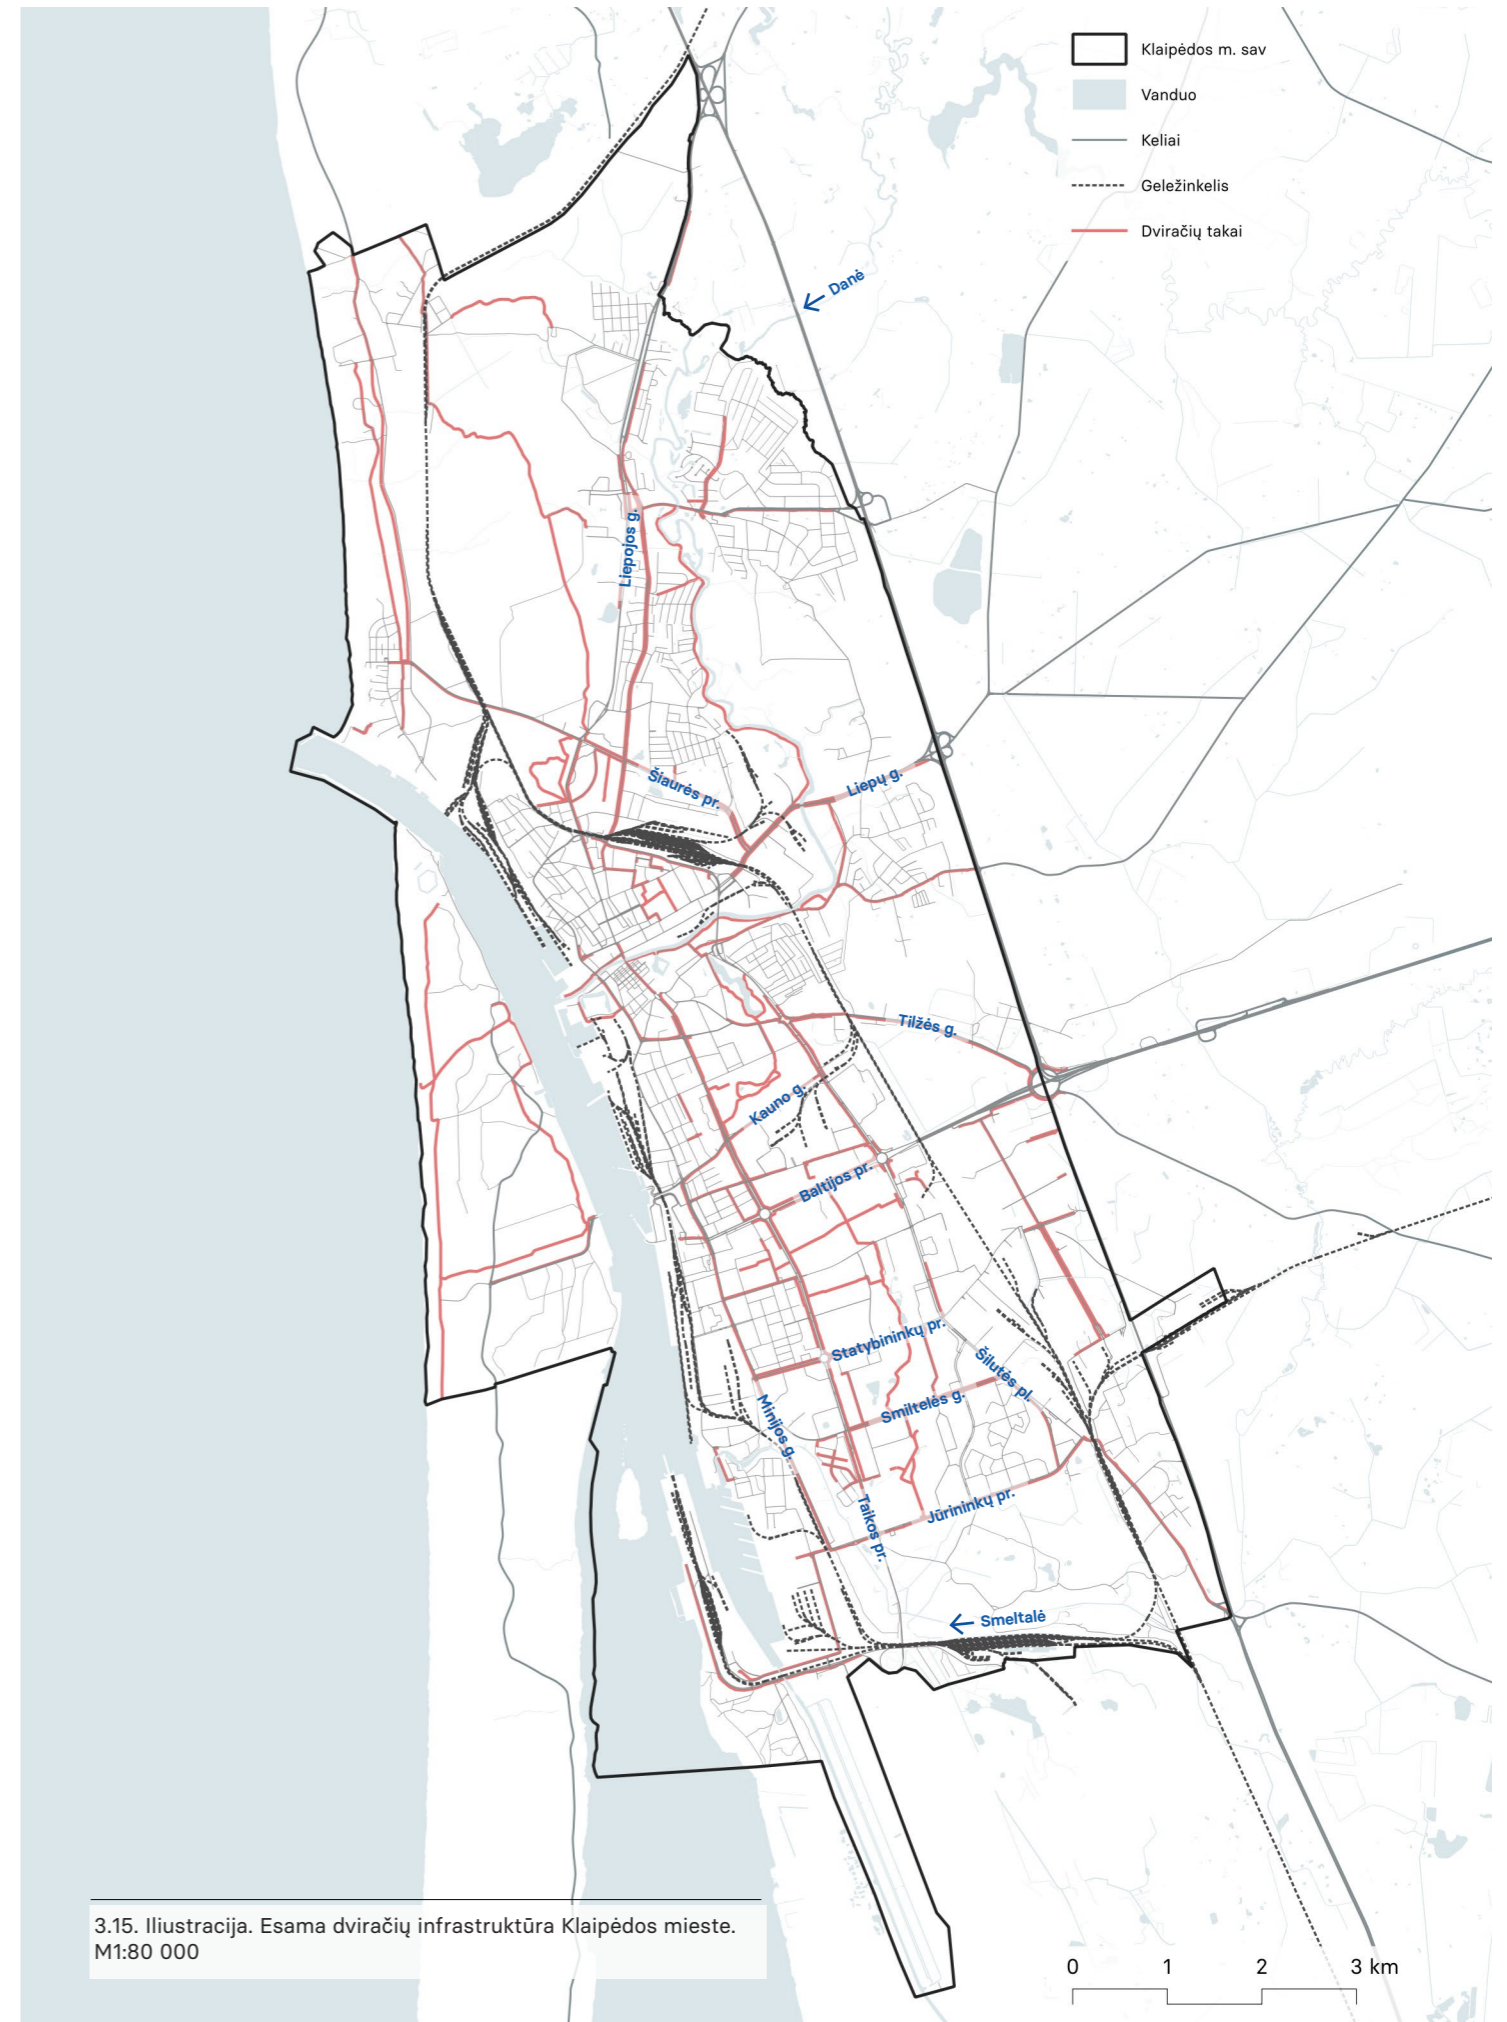 Klaipėdos m. sav
Vanduo
Keliai
Geležinkelis
Dviračių takai
Danė
Liepojos g.
Šiaurės pr.
Liepų g.
Tilžės g.
Kauno g.
Baltijos pr.
Statybininkų pr.
Šilutės pl.
Smiltelės g.
Minijos g.
Taikos pr.
Jūrininkų pr.
Smeltalė
3.15. Iliustracija. Esama dviračių infrastruktūra Klaipėdos mieste.
M1:80 000
0 1 2 3 km